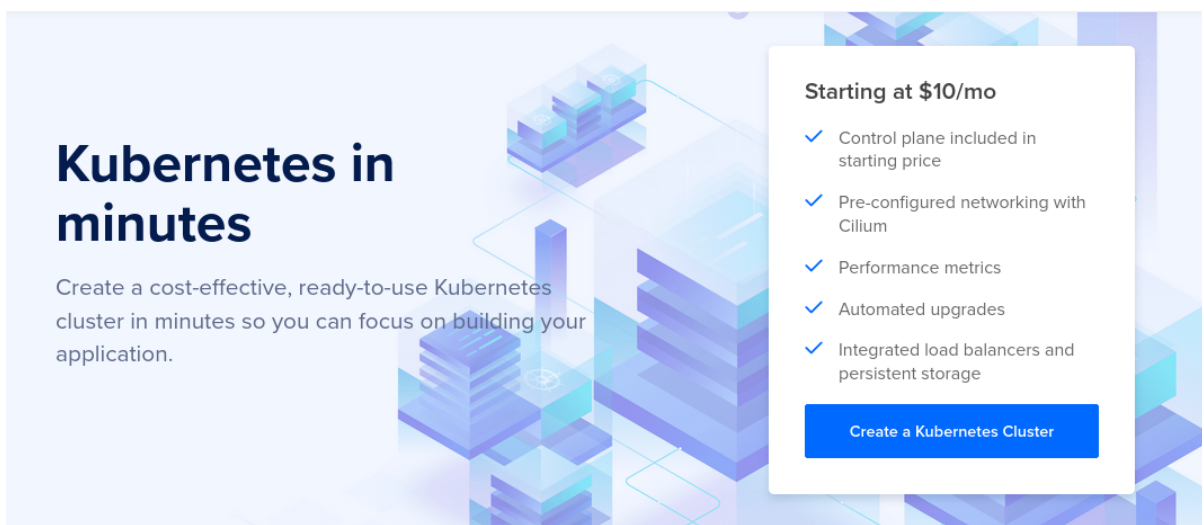 Kubernetes in
minutes
Create a cost-effective, ready-to-use Kubernetes
cluster in minutes so you can focus on building your
application.
Starting at $10/mo
Control plane included in
starting price
Pre-configured networking with
Cilium
Performance metrics
Automated upgrades
Integrated load balancers and
persistent storage
Create a Kubernetes Cluster